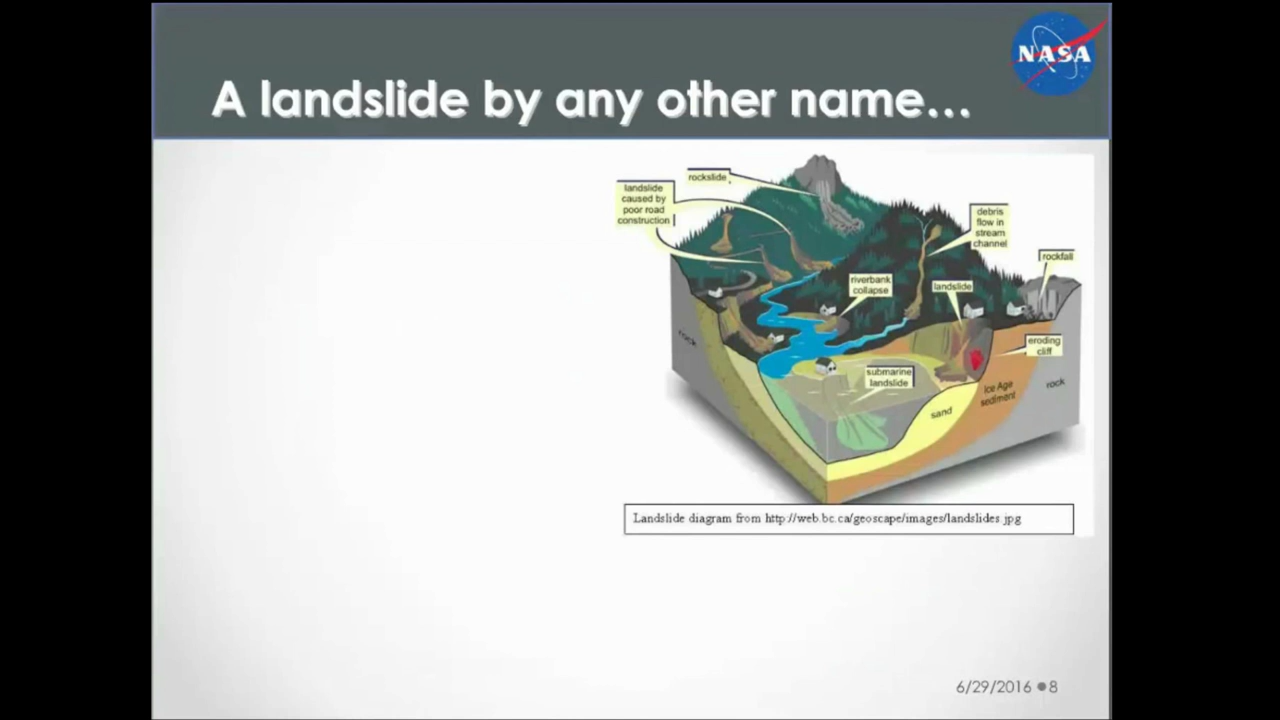 NASA
A landslide by any other name…
rockslide
landslide
caused by
poor road
construction
debris
flow in
stream
channel
rockfall
riverbank
collapse
landslide
rock
eroding
cliff
submarine
landslide
Ice Age
sediment
rock
sand
Landslide diagram from http://web.bc.ca/geoscape/images/landslides.jpg
6/29/2016 ●8